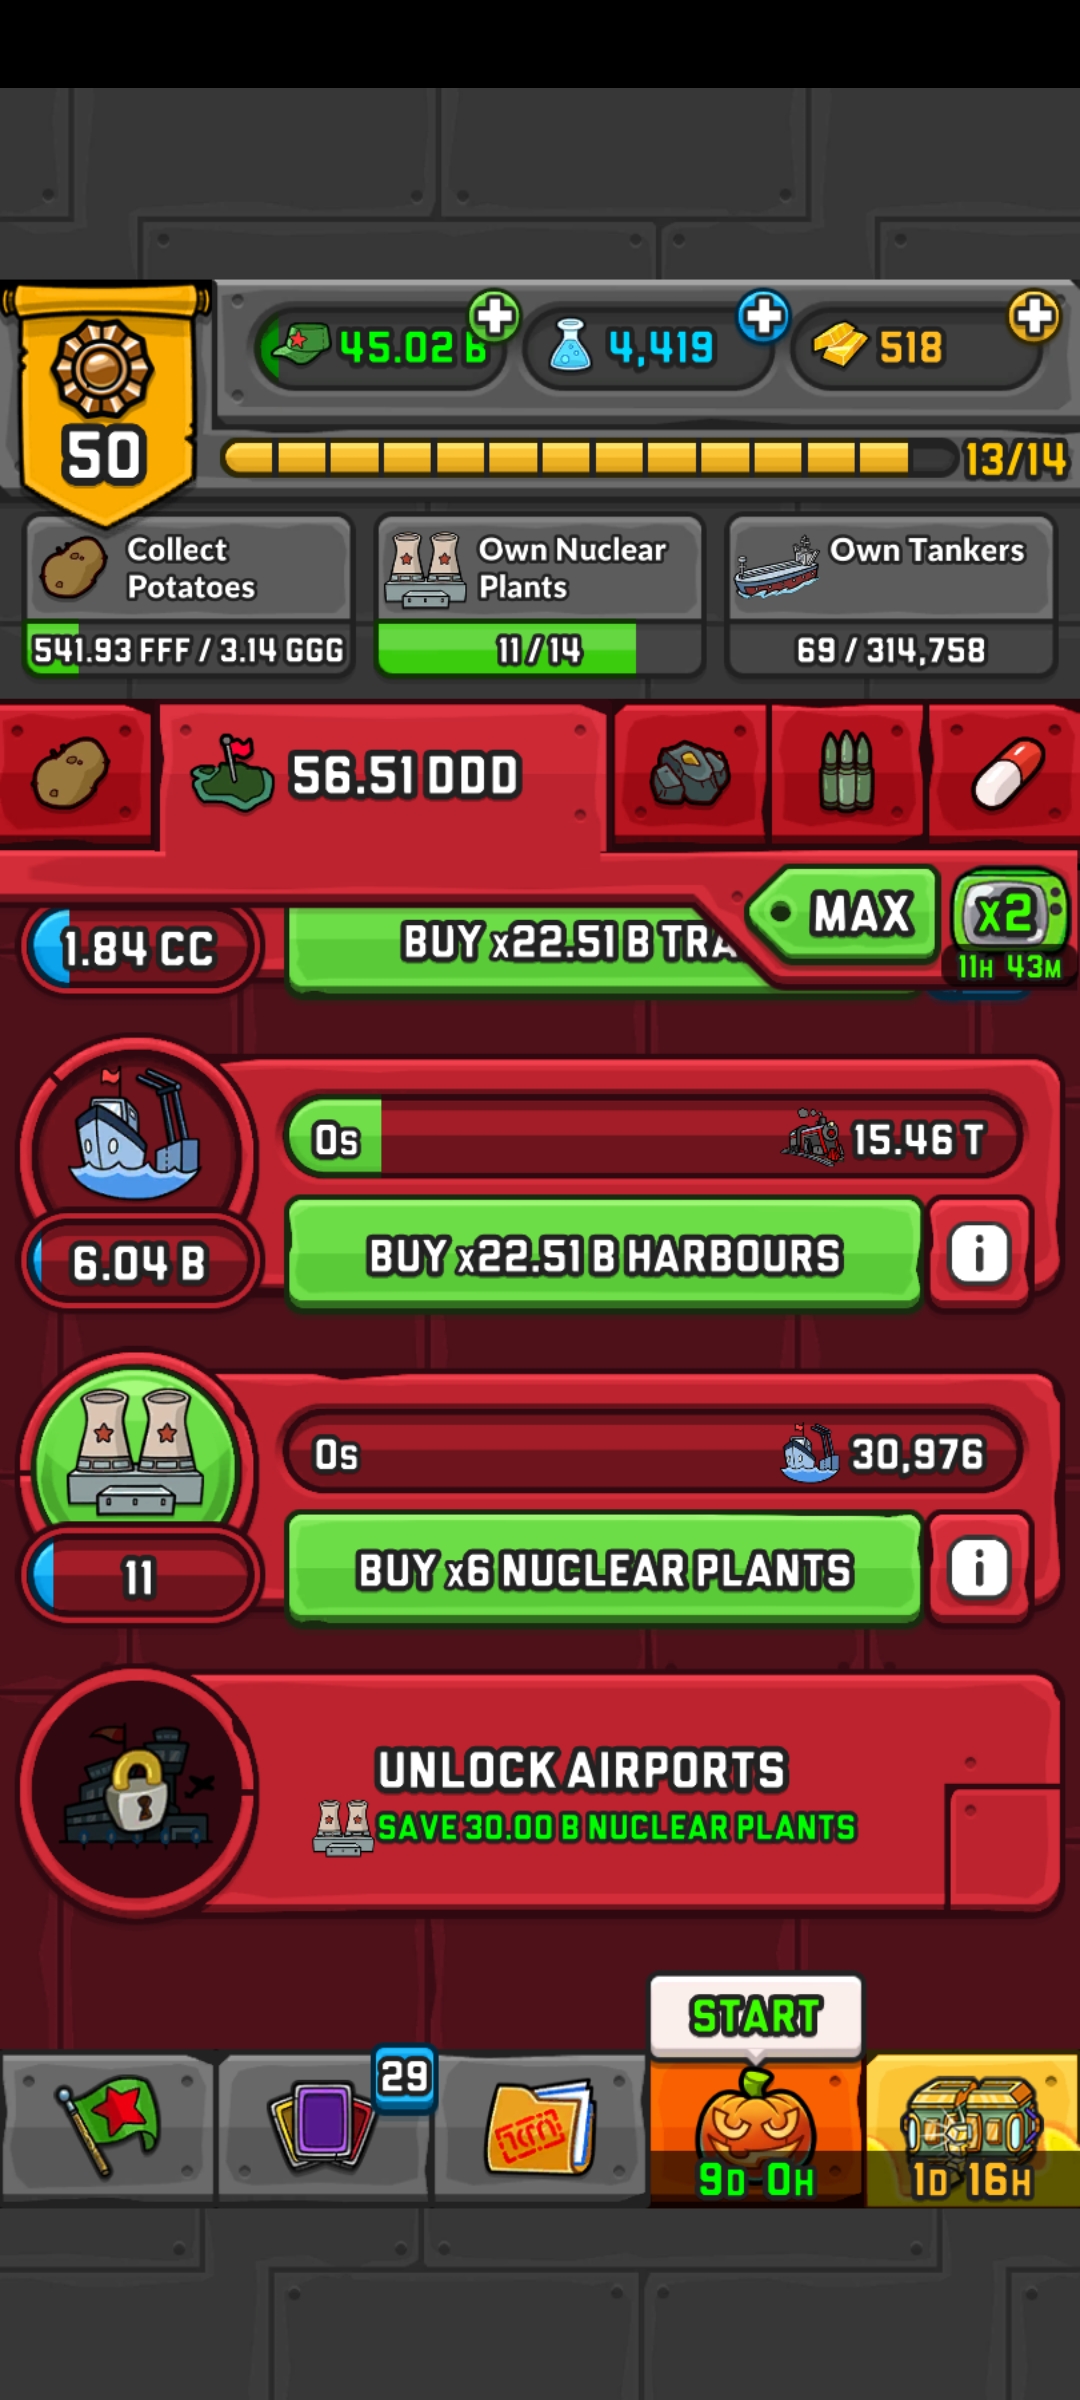 45.02 B
4,419
518
50
13/14
Collect
Potatoes
Own Nuclear
Plants
Own Tankers
541.93 FFF / 3.14 GGG
11 / 14
69 / 314,758
56.51 DDD
MAX
x2
11H 43M
1.84 CC
BUY x22.51 B TRA
0s
15.46 T
6.04 B
BUY x22.51 B HARBOURS
i
0s
30,976
11
BUY x6 NUCLEAR PLANTS
i
UNLOCK AIRPORTS
SAVE 30.00 B NUCLEAR PLANTS
START
29
9D 0H
1D 16H